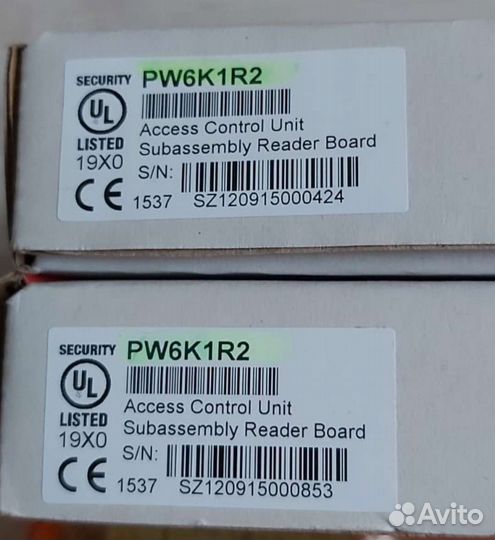 SECURITY PW6K1R2
UL
LISTED
19X0
Access Control Unit
Subassembly Reader Board
S/N:
CE 1537 SZ120915000424
SECURITY PW6K1R2
UL
LISTED
19X0
Access Control Unit
Subassembly Reader Board
S/N:
CE 1537 SZ120915000853
Avito